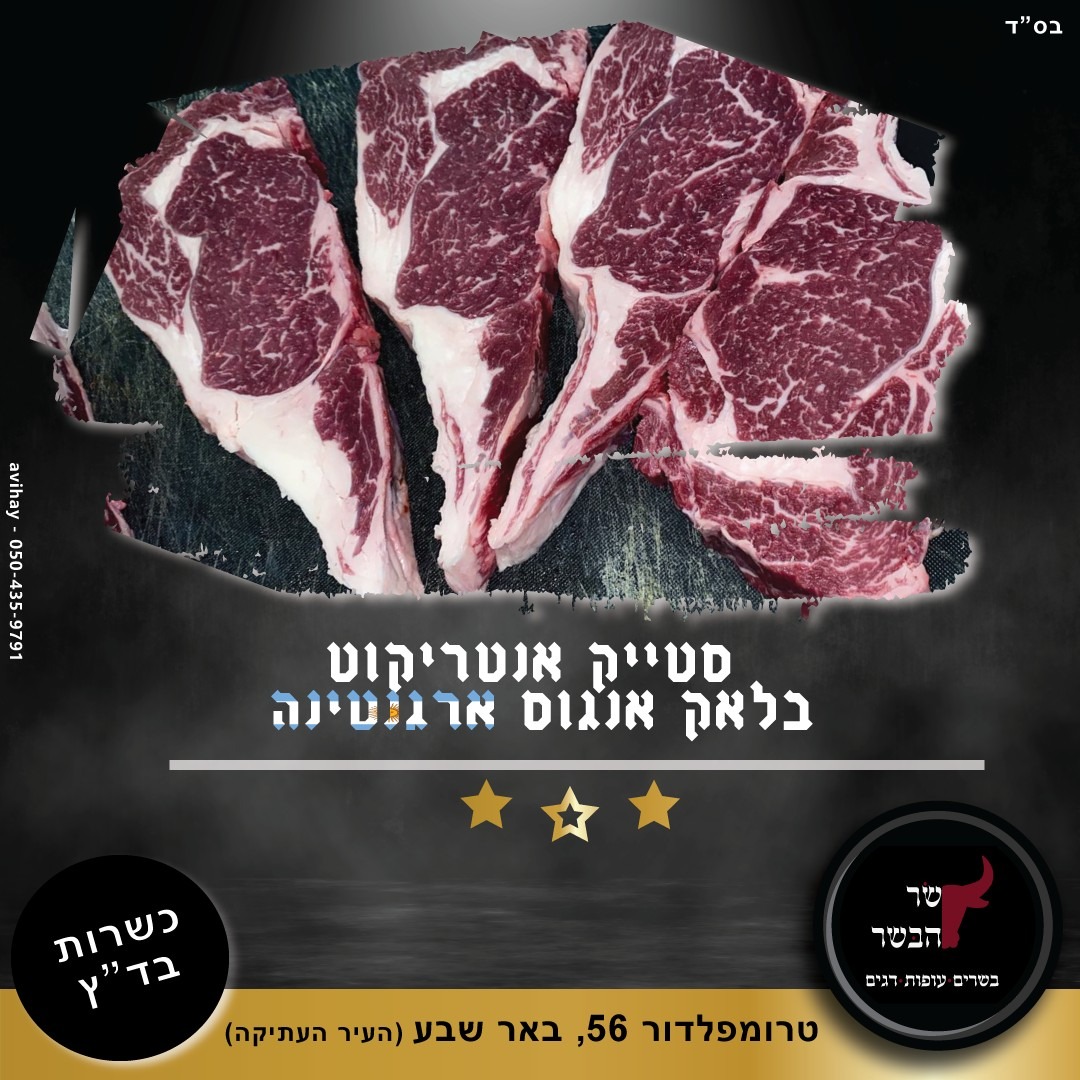 בס”ד
avihay - 050-435-9791
סטייק אנטריקוט
בלאק אנגוס ארגנטינה
שר
הבשר
בשרים·עופות·דגים
כשרות
בד”ץ
טרומפלדור 56, באר שבע (העיר העתיקה)